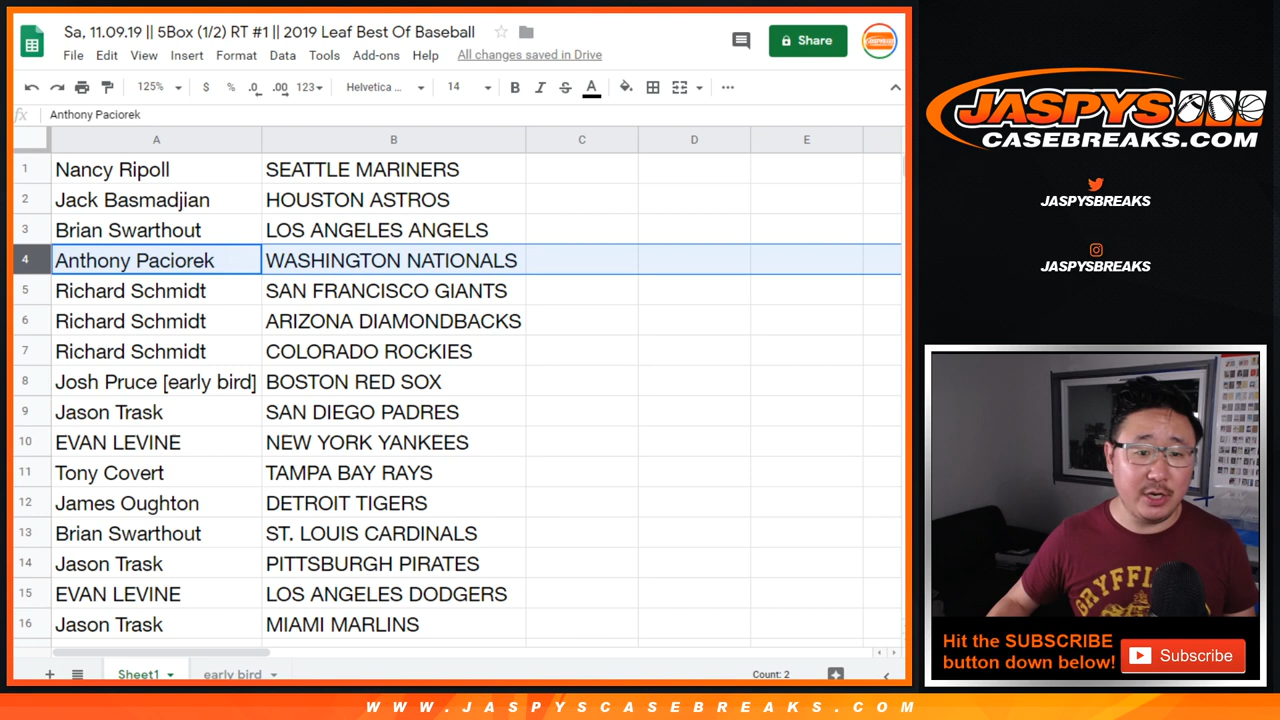 Sa, 11.09.19 || 5Box (1/2) RT #1 || 2019 Leaf Best Of Baseball
File Edit View Insert Format Data Tools Add-ons Help All changes saved in Drive
Share
125% $ % .0 .00 123 Helvetica ... 14 B I S A
fx Anthony Paciorek
A B C D E
1 Nancy Ripoll SEATTLE MARINERS
2 Jack Basmadjian HOUSTON ASTROS
3 Brian Swarthout LOS ANGELES ANGELS
4 Anthony Paciorek WASHINGTON NATIONALS
5 Richard Schmidt SAN FRANCISCO GIANTS
6 Richard Schmidt ARIZONA DIAMONDBACKS
7 Richard Schmidt COLORADO ROCKIES
8 Josh Pruce [early bird] BOSTON RED SOX
9 Jason Trask SAN DIEGO PADRES
10 EVAN LEVINE NEW YORK YANKEES
11 Tony Covert TAMPA BAY RAYS
12 James Oughton DETROIT TIGERS
13 Brian Swarthout ST. LOUIS CARDINALS
14 Jason Trask PITTSBURGH PIRATES
15 EVAN LEVINE LOS ANGELES DODGERS
16 Jason Trask MIAMI MARLINS
Sheet1 early bird Count: 2
JASPYS
CASEBREAKS.COM
JASPYSBREAKS
JASPYSBREAKS
GRYFFIN
Hit the SUBSCRIBE
button down below!
Subscribe
WWW.JASPYSCASEBREAKS.COM